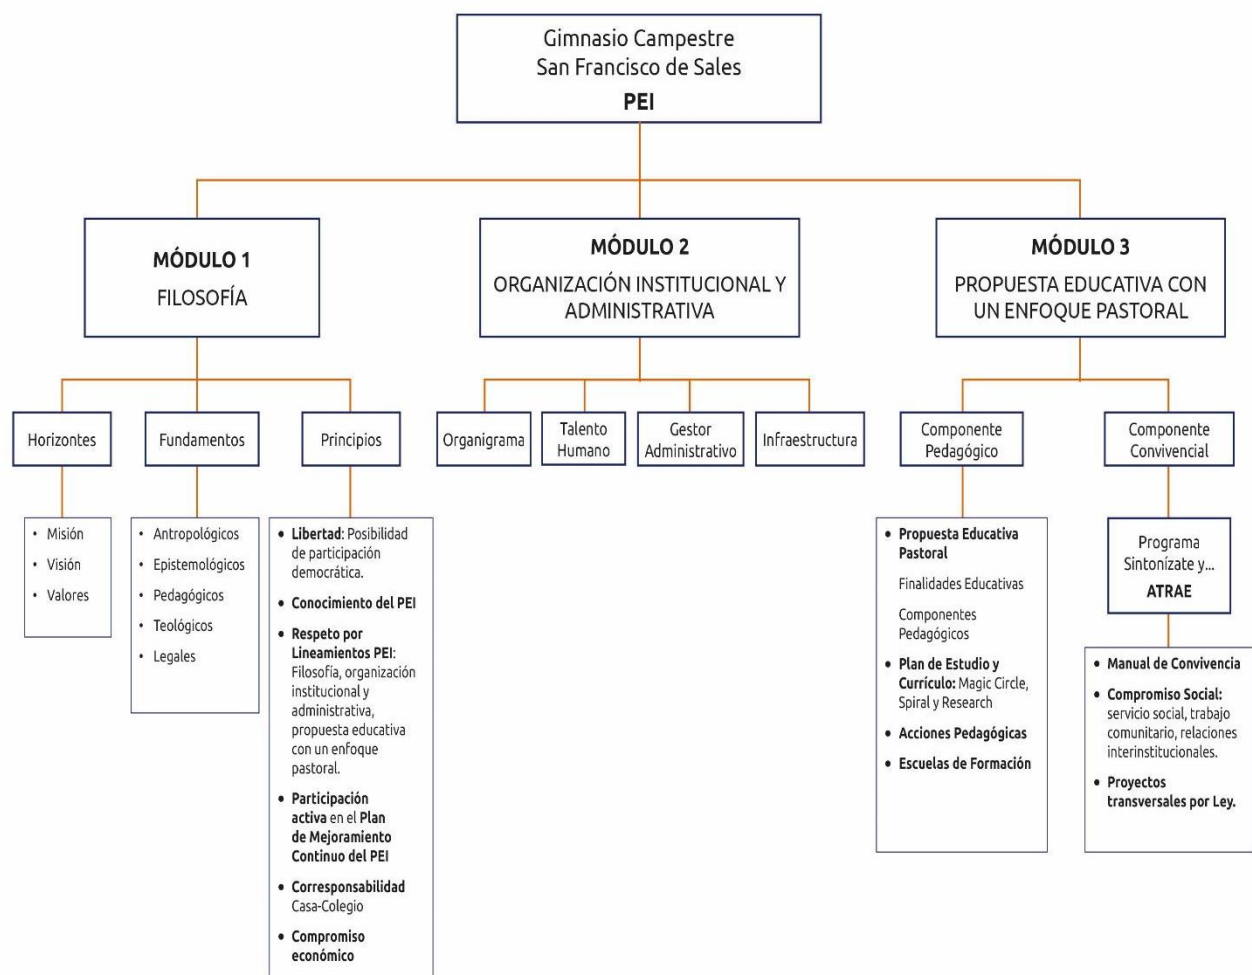 Gimnasio Campestre
San Francisco de Sales
PEI
MÓDULO 1
FILOSOFÍA
MÓDULO 2
ORGANIZACIÓN INSTITUCIONAL Y
ADMINISTRATIVA
MÓDULO 3
PROPUESTA EDUCATIVA CON
UN ENFOQUE PASTORAL
Horizontes
Fundamentos
Principios
Organigrama
Talento
Humano
Gestor
Administrativo
Infraestructura
Componente
Pedagógico
Componente
Convivencial
• Misión
• Visión
• Valores
• Antropológicos
• Epistemológicos
• Pedagógicos
• Teológicos
• Legales
• Libertad: Posibilidad
de participación
democrática.
• Conocimiento del PEI
• Respeto por
Lineamientos PEI:
Filosofía, organización
institucional y
administrativa,
propuesta educativa
con un enfoque
pastoral.
• Participación
activa en el Plan
de Mejoramiento
Continuo del PEI
• Corresponsabilidad
Casa-Colegio
• Compromiso
económico
• Propuesta Educativa
Pastoral
Finalidades Educativas
Componentes
Pedagógicos
• Plan de Estudio y
Currículo: Magic Circle,
Spiral y Research
• Acciones Pedagógicas
• Escuelas de Formación
Programa
Sintonízate y...
ATRAE
• Manual de Convivencia
• Compromiso Social:
servicio social, trabajo
comunitario, relaciones
interinstitucionales.
• Proyectos
transversales por Ley.